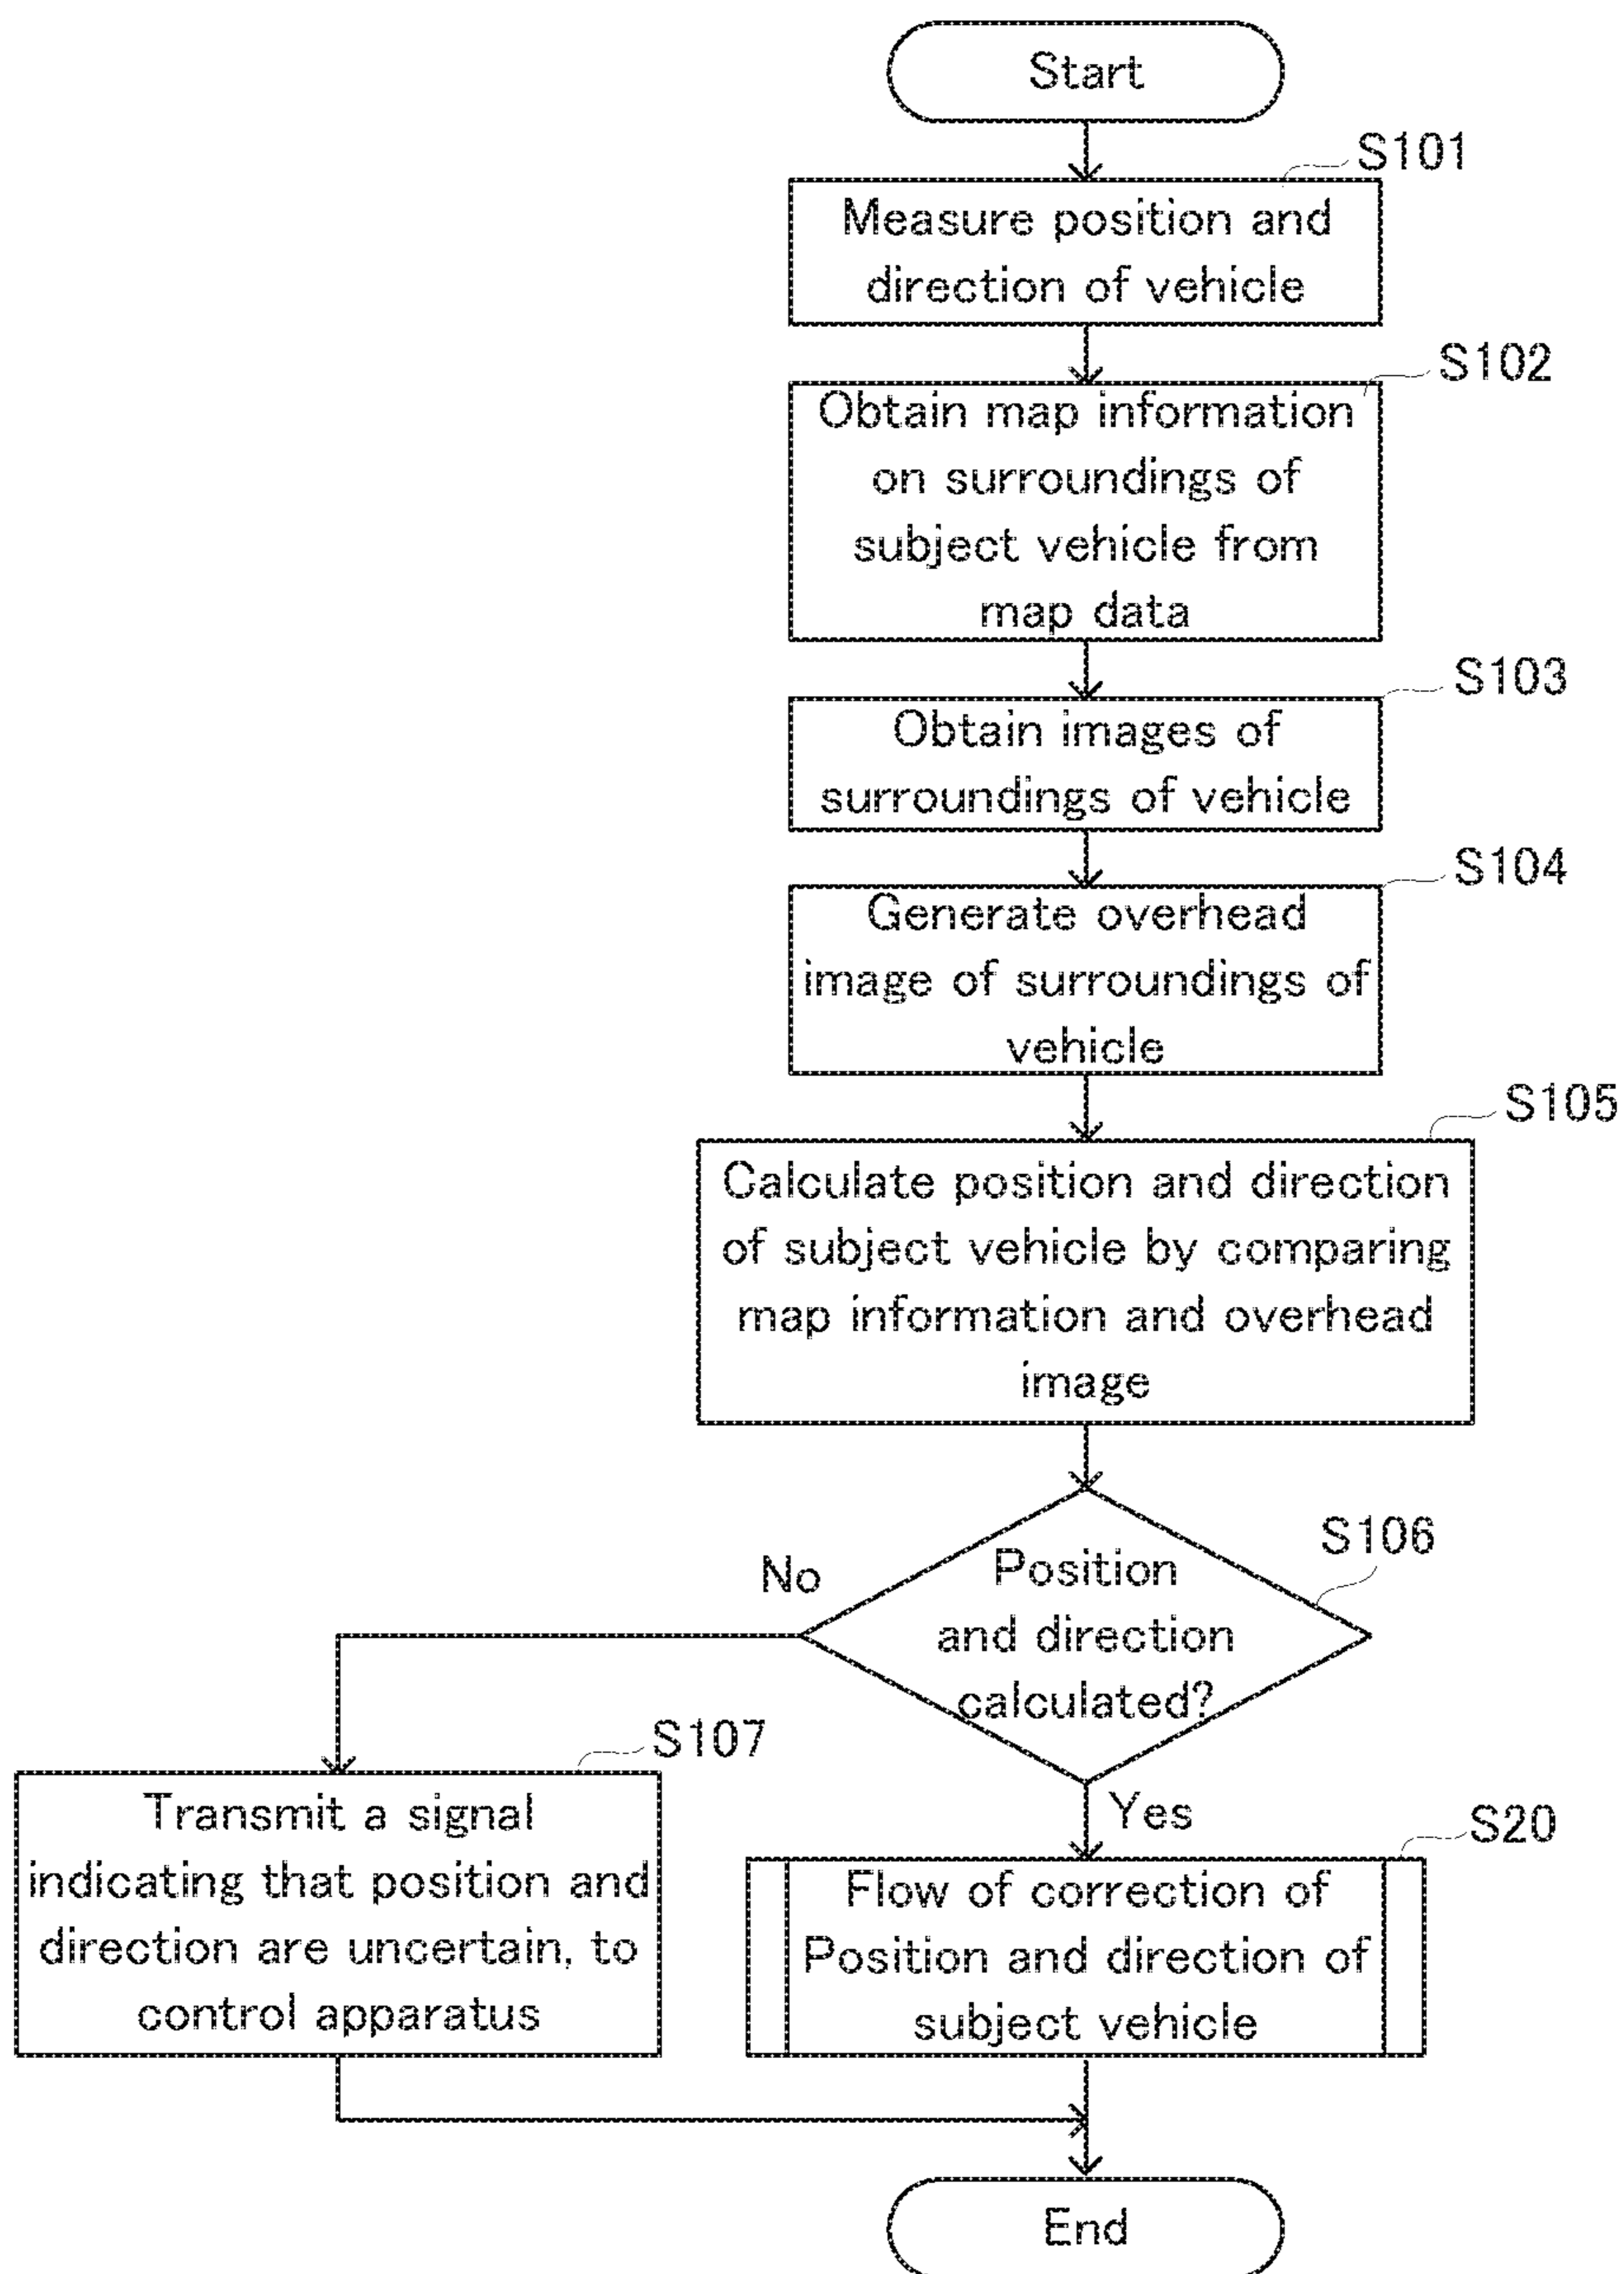 Start
S101
Measure position and
direction of vehicle
S102
Obtain map information
on surroundings of
subject vehicle from
map data
S103
Obtain images of
surroundings of vehicle
S104
Generate overhead
image of surroundings of
vehicle
S105
Calculate position and direction
of subject vehicle by comparing
map information and overhead
image
S106
Position
and direction
calculated?
No
Yes
S107
Transmit a signal
indicating that position and
direction are uncertain, to
control apparatus
S20
Flow of correction of
Position and direction of
subject vehicle
End